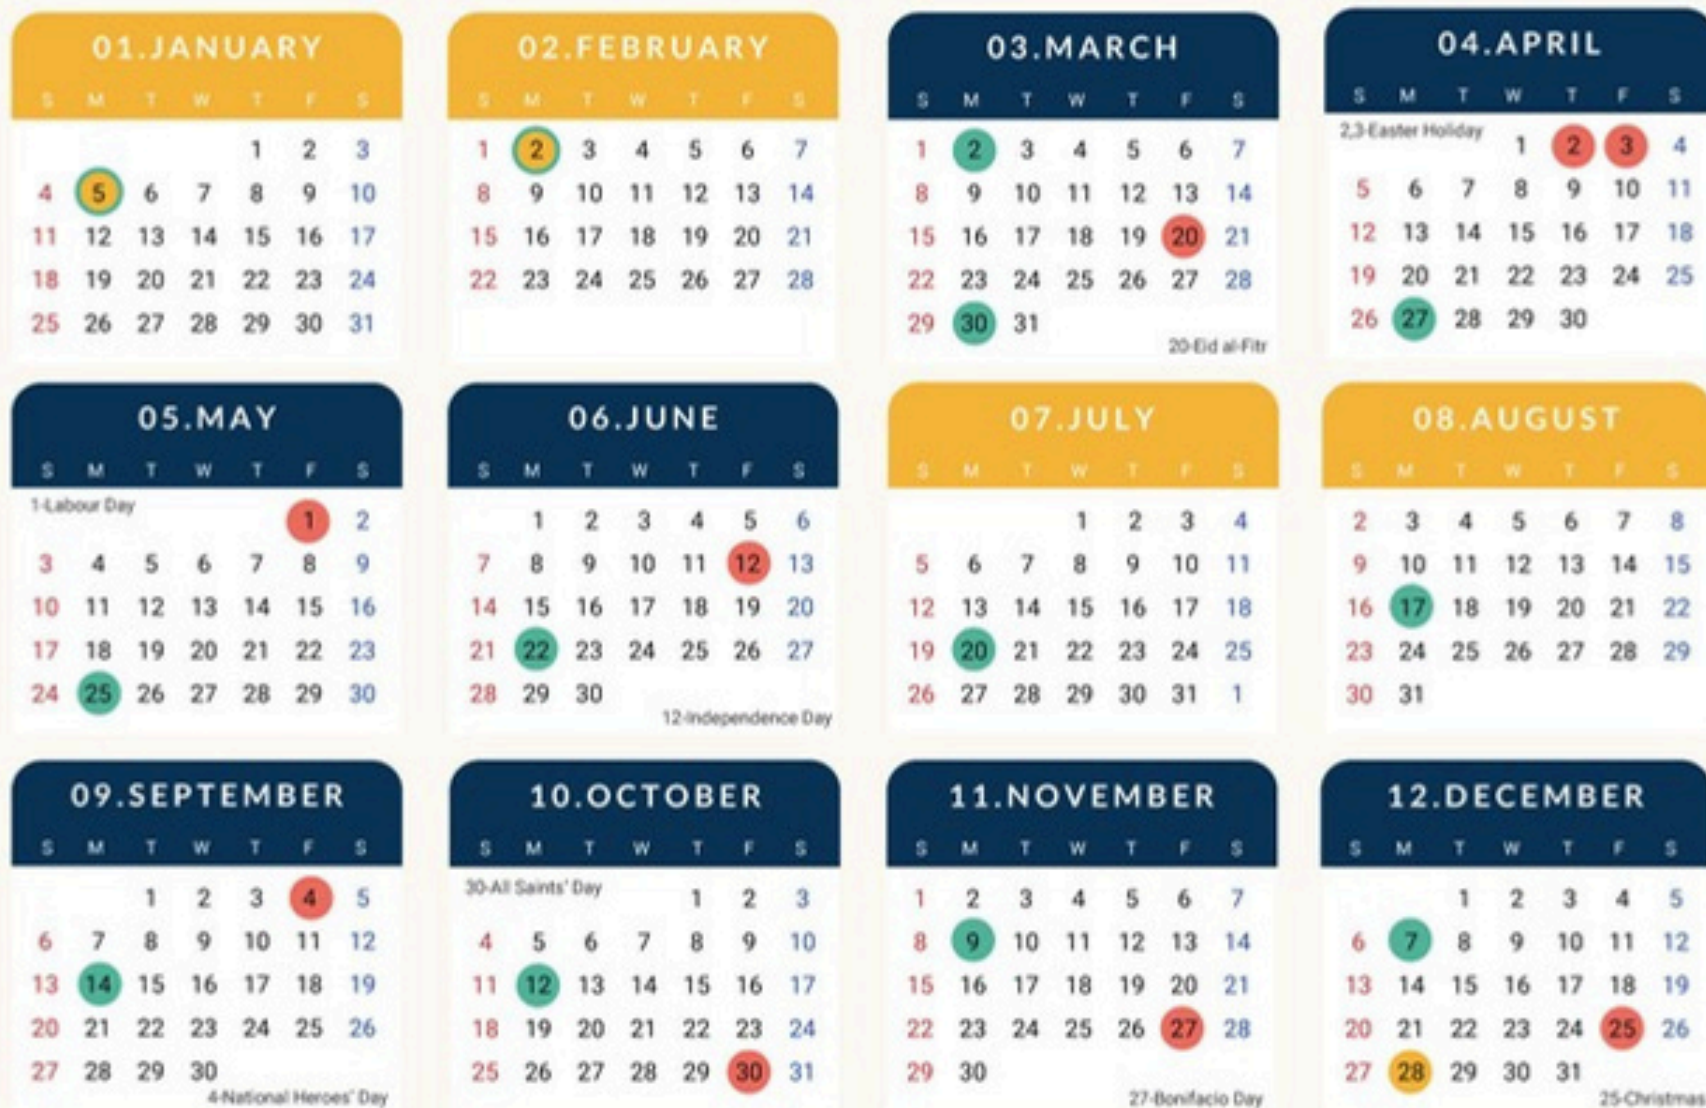 01.JANUARY
S M T W T F S
1 2 3
4 5 6 7 8 9 10
11 12 13 14 15 16 17
18 19 20 21 22 23 24
25 26 27 28 29 30 31
02.FEBRUARY
S M T W T F S
1 2 3 4 5 6 7
8 9 10 11 12 13 14
15 16 17 18 19 20 21
22 23 24 25 26 27 28
03.MARCH
S M T W T F S
1 2 3 4 5 6 7
8 9 10 11 12 13 14
15 16 17 18 19 20 21
22 23 24 25 26 27 28
29 30 31
20-Eid al-Fitr
04.APRIL
S M T W T F S
2,3-Easter Holiday 1 2 3 4
5 6 7 8 9 10 11
12 13 14 15 16 17 18
19 20 21 22 23 24 25
26 27 28 29 30
05.MAY
S M T W T F S
1-Labour Day 1 2
3 4 5 6 7 8 9
10 11 12 13 14 15 16
17 18 19 20 21 22 23
24 25 26 27 28 29 30
06.JUNE
S M T W T F S
1 2 3 4 5 6
7 8 9 10 11 12 13
14 15 16 17 18 19 20
21 22 23 24 25 26 27
28 29 30
12-Independence Day
07.JULY
S M T W T F S
1 2 3 4
5 6 7 8 9 10 11
12 13 14 15 16 17 18
19 20 21 22 23 24 25
26 27 28 29 30 31 1
08.AUGUST
S M T W T F S
2 3 4 5 6 7 8
9 10 11 12 13 14 15
16 17 18 19 20 21 22
23 24 25 26 27 28 29
30 31
09.SEPTEMBER
S M T W T F S
1 2 3 4 5
6 7 8 9 10 11 12
13 14 15 16 17 18 19
20 21 22 23 24 25 26
27 28 29 30
4-National Heroes' Day
10.OCTOBER
S M T W T F S
30-All Saints' Day 1 2 3
4 5 6 7 8 9 10
11 12 13 14 15 16 17
18 19 20 21 22 23 24
25 26 27 28 29 30 31
11.NOVEMBER
S M T W T F S
1 2 3 4 5 6 7
8 9 10 11 12 13 14
15 16 17 18 19 20 21
22 23 24 25 26 27 28
29 30
27-Bonifacio Day
12.DECEMBER
S M T W T F S
1 2 3 4 5
6 7 8 9 10 11 12
13 14 15 16 17 18 19
20 21 22 23 24 25 26
27 28 29 30 31
25-Christmas